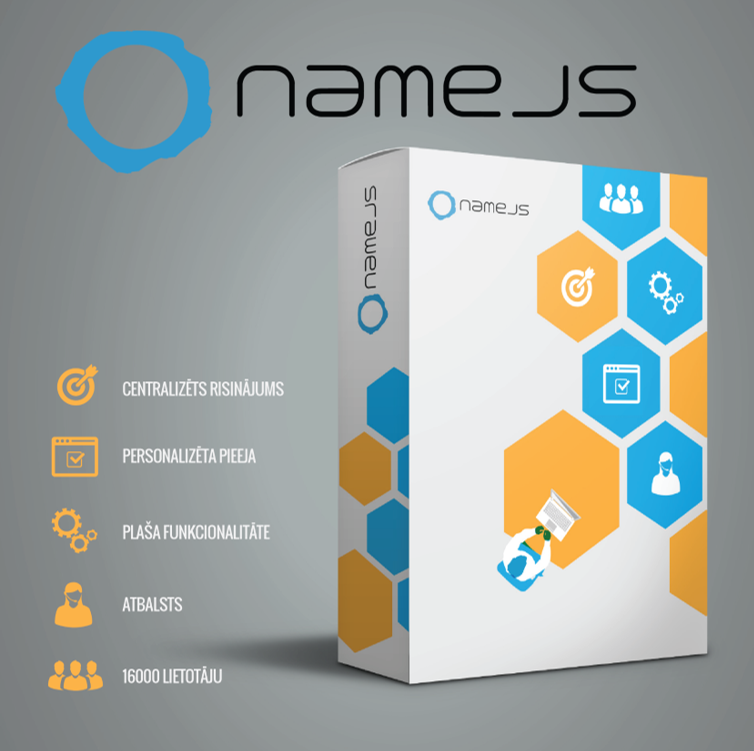 nameJS
nameJS
nameJS
CENTRALIZĒTS RISINĀJUMS
PERSONALIZĒTA PIEEJA
PLAŠA FUNKCIONALITĀTE
ATBALSTS
16000 LIETOTĀJU